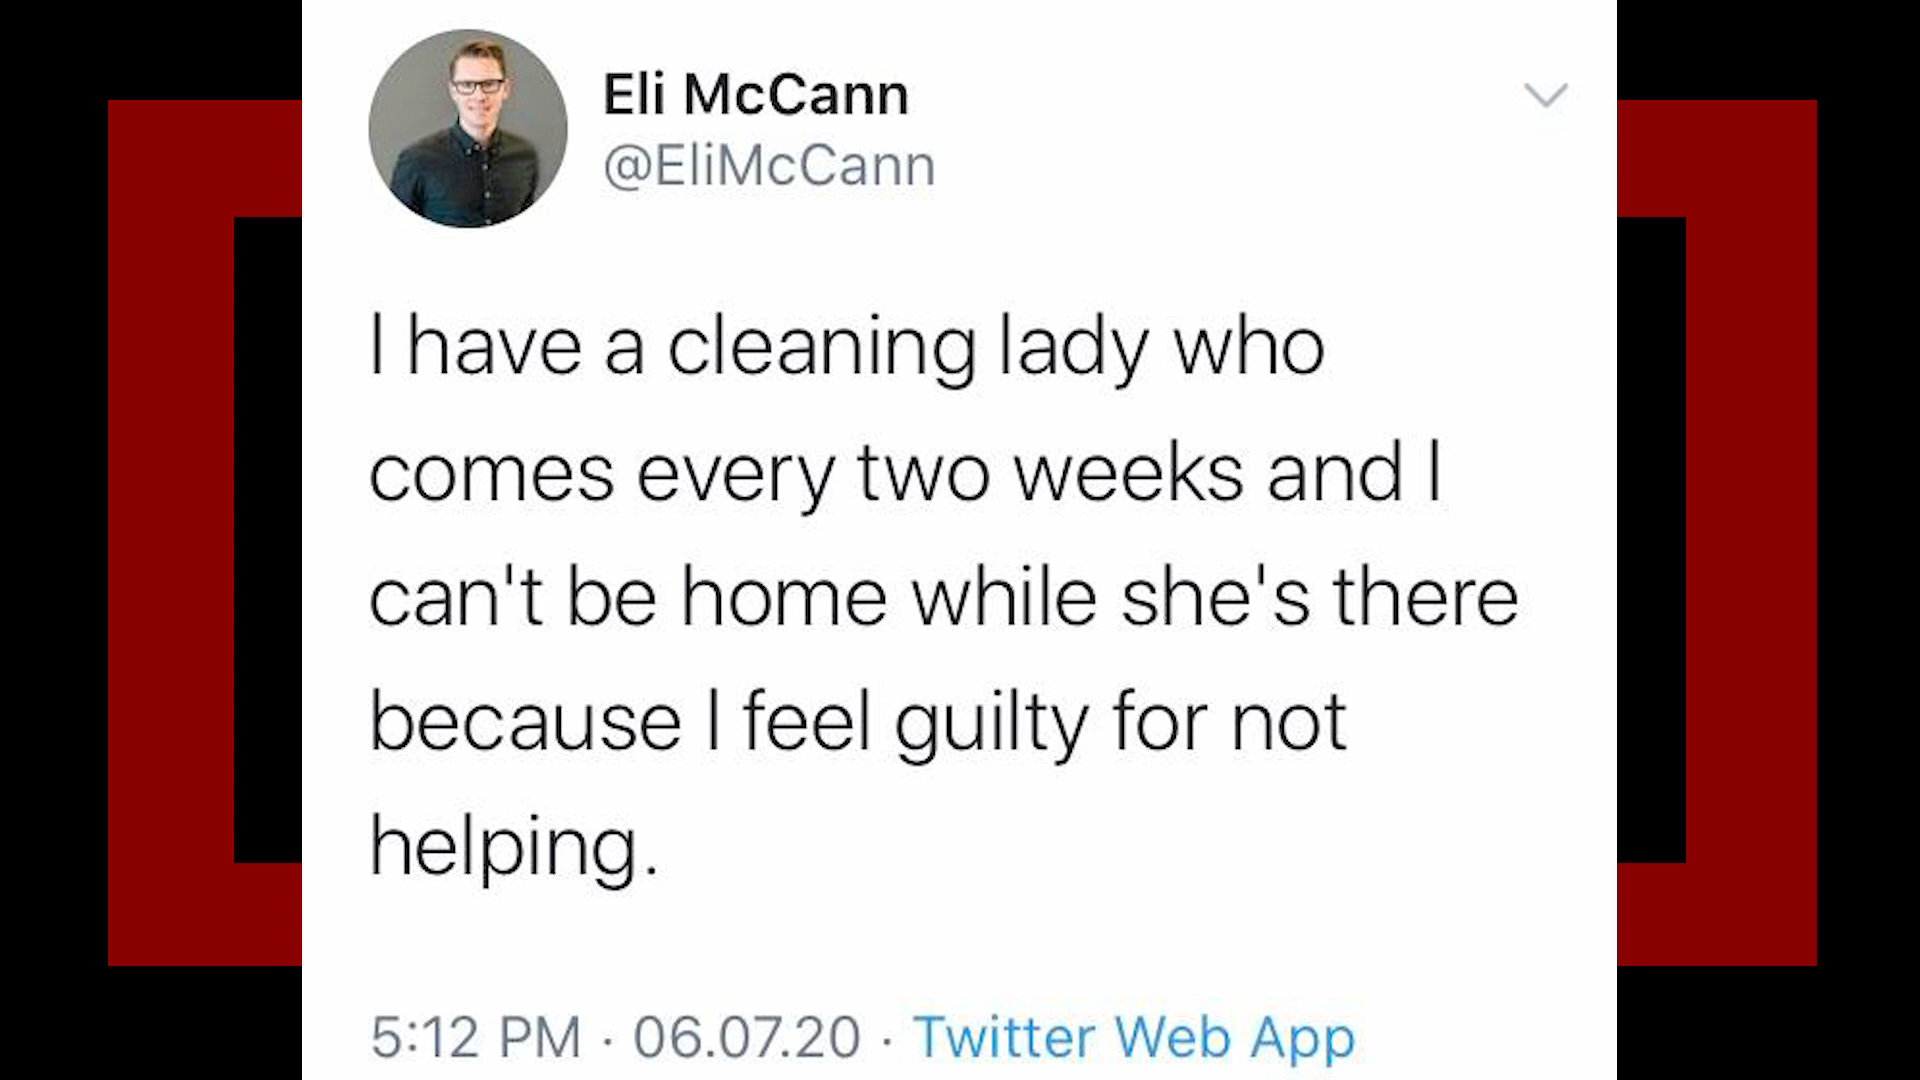 Eli McCann
@EliMcCann
I have a cleaning lady who
comes every two weeks and I
can't be home while she's there
because I feel guilty for not
helping.
5:12 PM · 06.07.20 · Twitter Web App